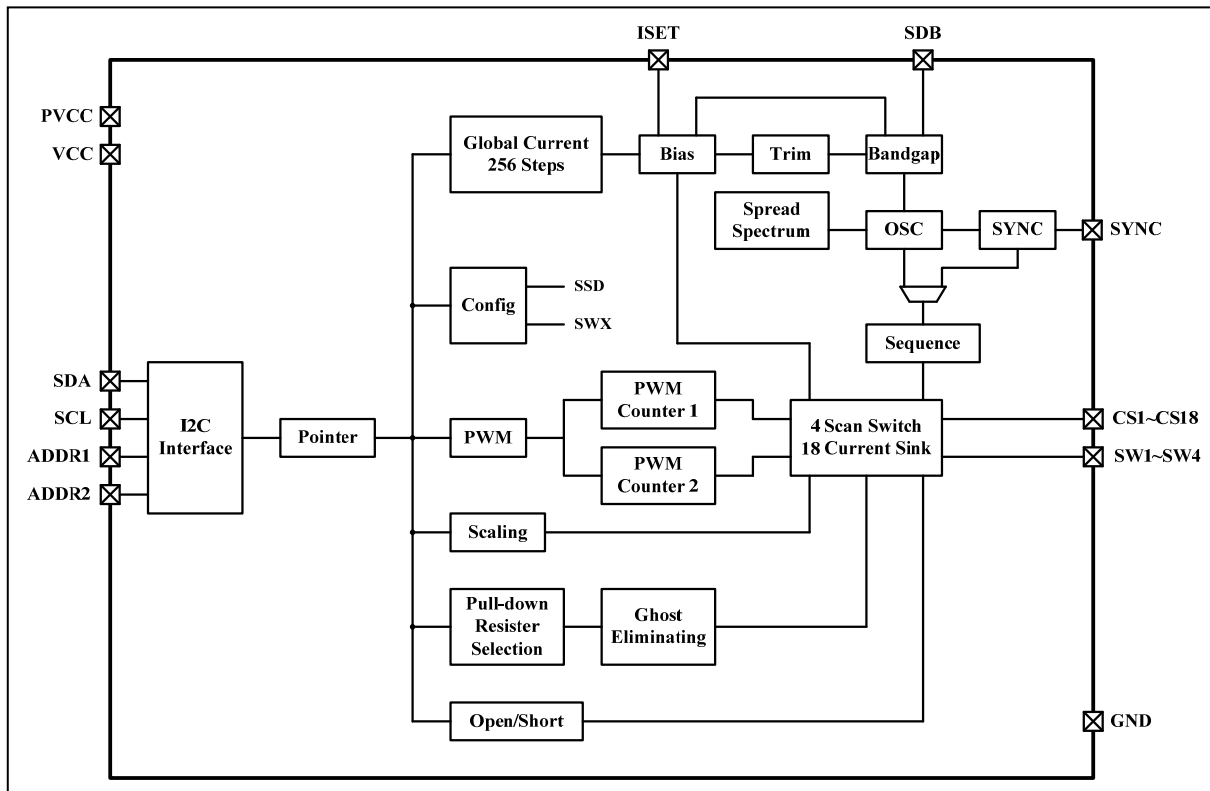 ISET
SDB
PVCC
VCC
Global Current
256 Steps
Bias
Trim
Bandgap
Spread
Spectrum
OSC
SYNC
SYNC
Config
SSD
SWX
Sequence
SDA
SCL
ADDR1
ADDR2
I2C
Interface
Pointer
PWM
PWM
Counter 1
PWM
Counter 2
4 Scan Switch
18 Current Sink
CS1~CS18
SW1~SW4
Scaling
Pull-down
Resister
Selection
Ghost
Eliminating
Open/Short
GND